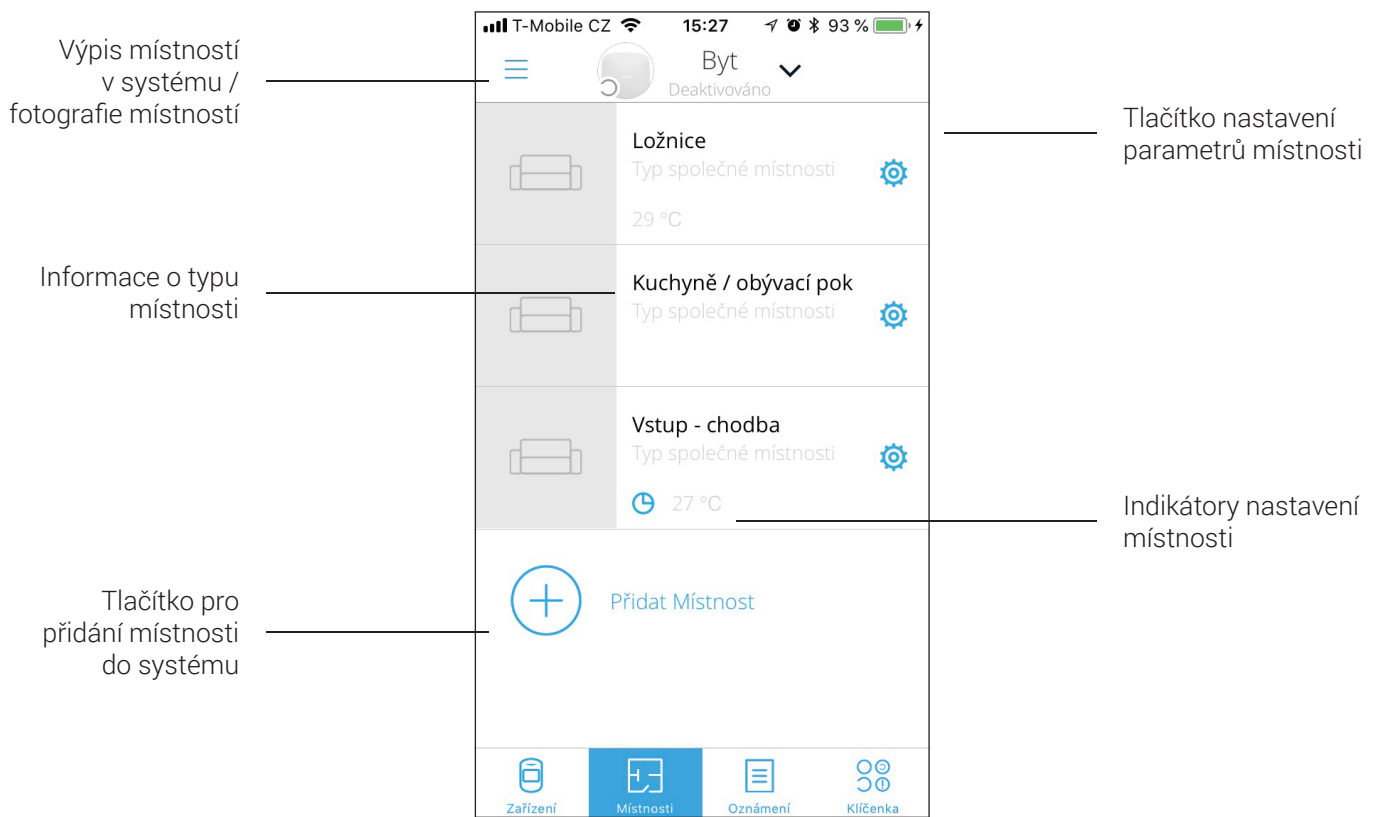 Výpis místností
v systému /
fotografie místností
Informace o typu
místnosti
Tlačítko pro
přidání místnosti
do systému
T-Mobile CZ 15:27 93 %
Byt
Deaktivováno
Ložnice
Typ společné místnosti
29 °C
Kuchyně / obývací pok
Typ společné místnosti
Vstup - chodba
Typ společné místnosti
27 °C
Přidat Místnost
Zařízení Místnosti Oznámení Klíčenka
Tlačítko nastavení
parametrů místnosti
Indikátory nastavení
místnosti